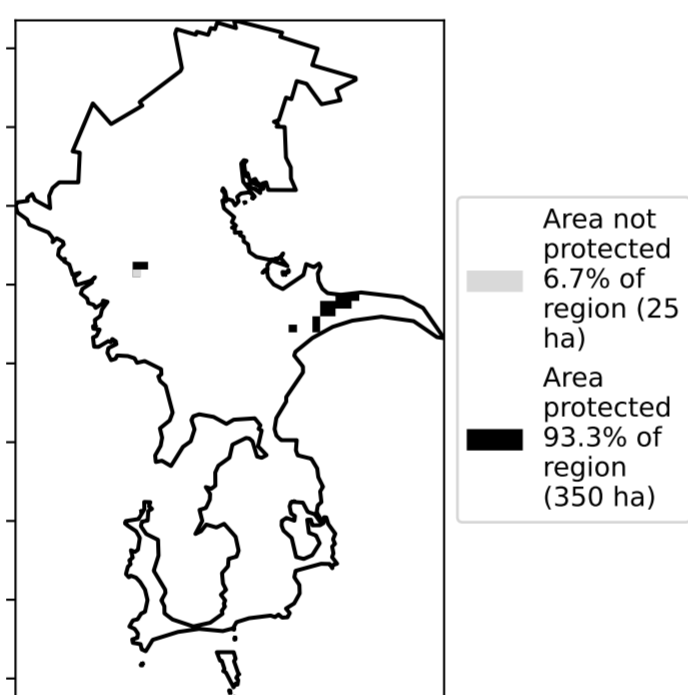 Area not
protected
6.7% of
region (25
ha)
Area
protected
93.3% of
region
(350 ha)